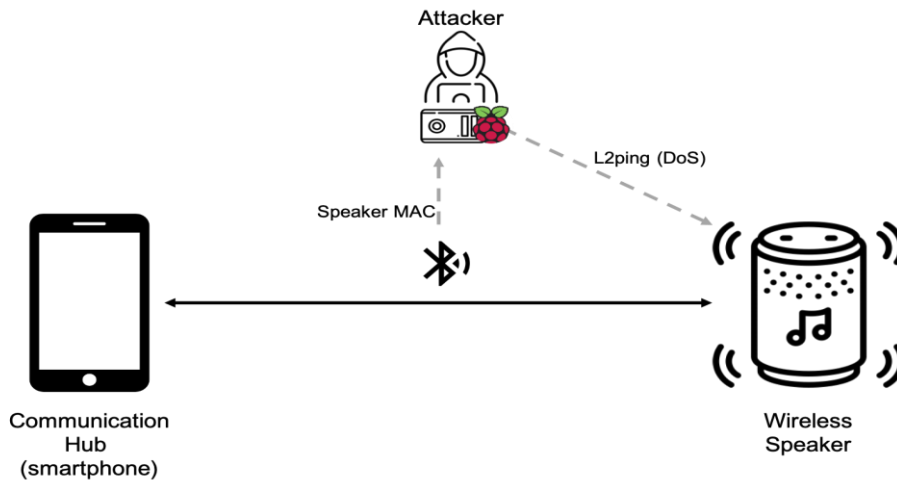 Attacker
L2ping (DoS)
Speaker MAC
Communication
Hub
(smartphone)
Wireless
Speaker